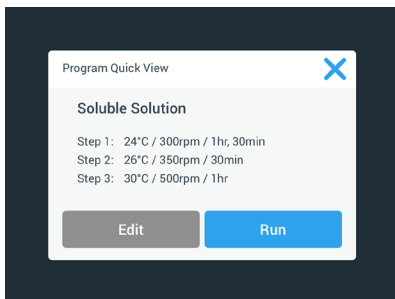 Program Quick View
Soluble Solution
Step 1: 24°C / 300rpm / 1hr, 30min
Step 2: 26°C / 350rpm / 30min
Step 3: 30°C / 500rpm / 1hr
Edit Run